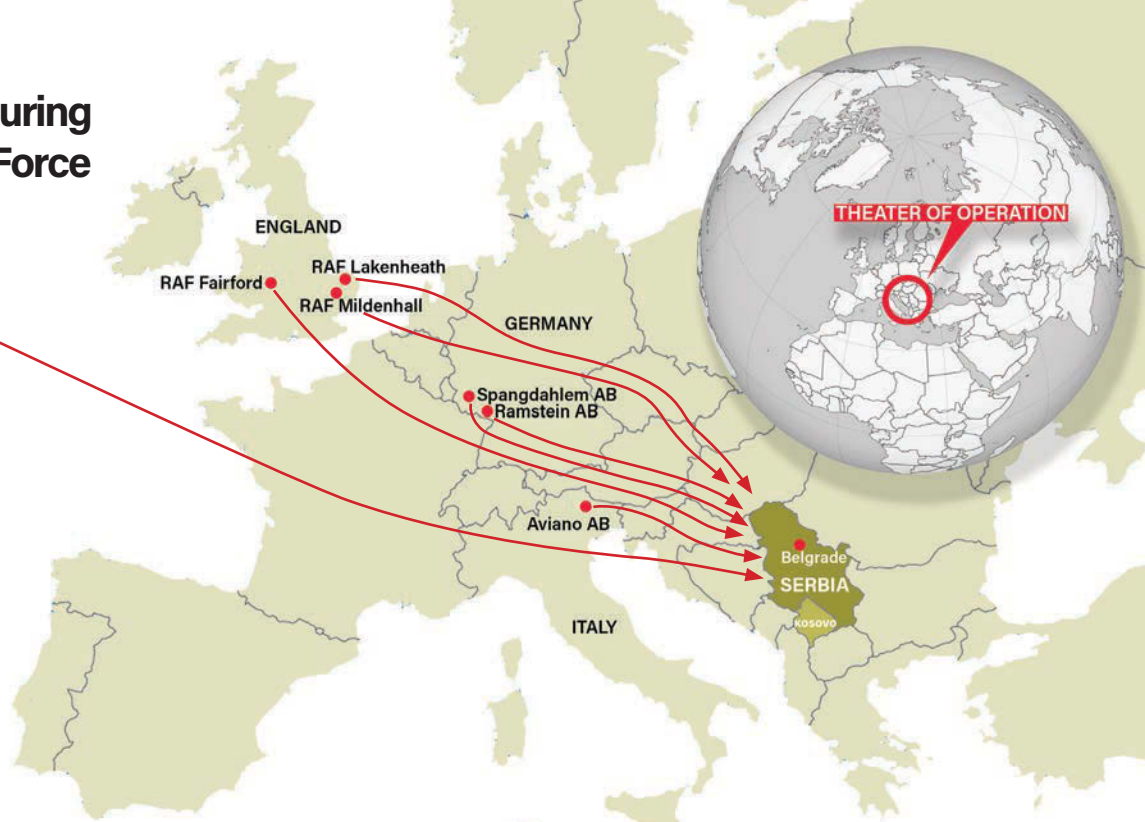 uring
Force
THEATER OF OPERATION
ENGLAND
RAF Lakenheath
RAF Fairford
RAF Mildenhall
GERMANY
Spangdahlem AB
Ramstein AB
Aviano AB
Belgrade
SERBIA
ITALY
Kosovo